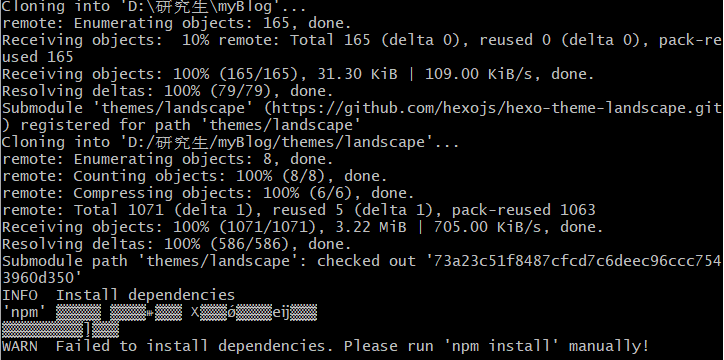 Cloning into 'D:\研究生\myBlog'...
remote: Enumerating objects: 165, done.
Receiving objects:  10% remote: Total 165 (delta 0), reused 0 (delta 0), pack-re
used 165
Receiving objects: 100% (165/165), 31.30 KiB | 109.00 KiB/s, done.
Resolving deltas: 100% (79/79), done.
Submodule 'themes/landscape' (https://github.com/hexojs/hexo-theme-landscape.git
) registered for path 'themes/landscape'
Cloning into 'D:/研究生/myBlog/themes/landscape'...
remote: Enumerating objects: 8, done.
remote: Counting objects: 100% (8/8), done.
remote: Compressing objects: 100% (6/6), done.
remote: Total 1071 (delta 1), reused 5 (delta 1), pack-reused 1063
Receiving objects: 100% (1071/1071), 3.22 MiB | 705.00 KiB/s, done.
Resolving deltas: 100% (586/586), done.
Submodule path 'themes/landscape': checked out '73a23c51f8487cfcd7c6deec96ccc754
3960d350'
INFO  Install dependencies
'npm'
WARN  Failed to install dependencies. Please run 'npm install' manually!